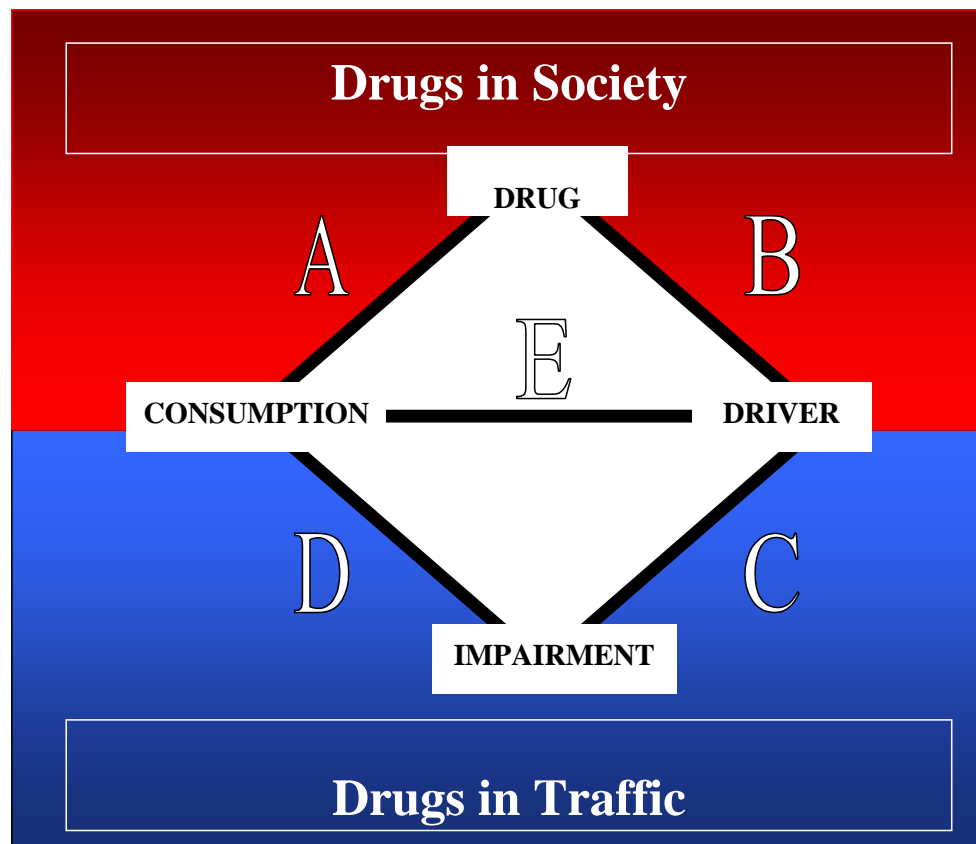 Drugs in Society
DRUG
A
B
E
CONSUMPTION
DRIVER
D
C
IMPAIRMENT
Drugs in Traffic